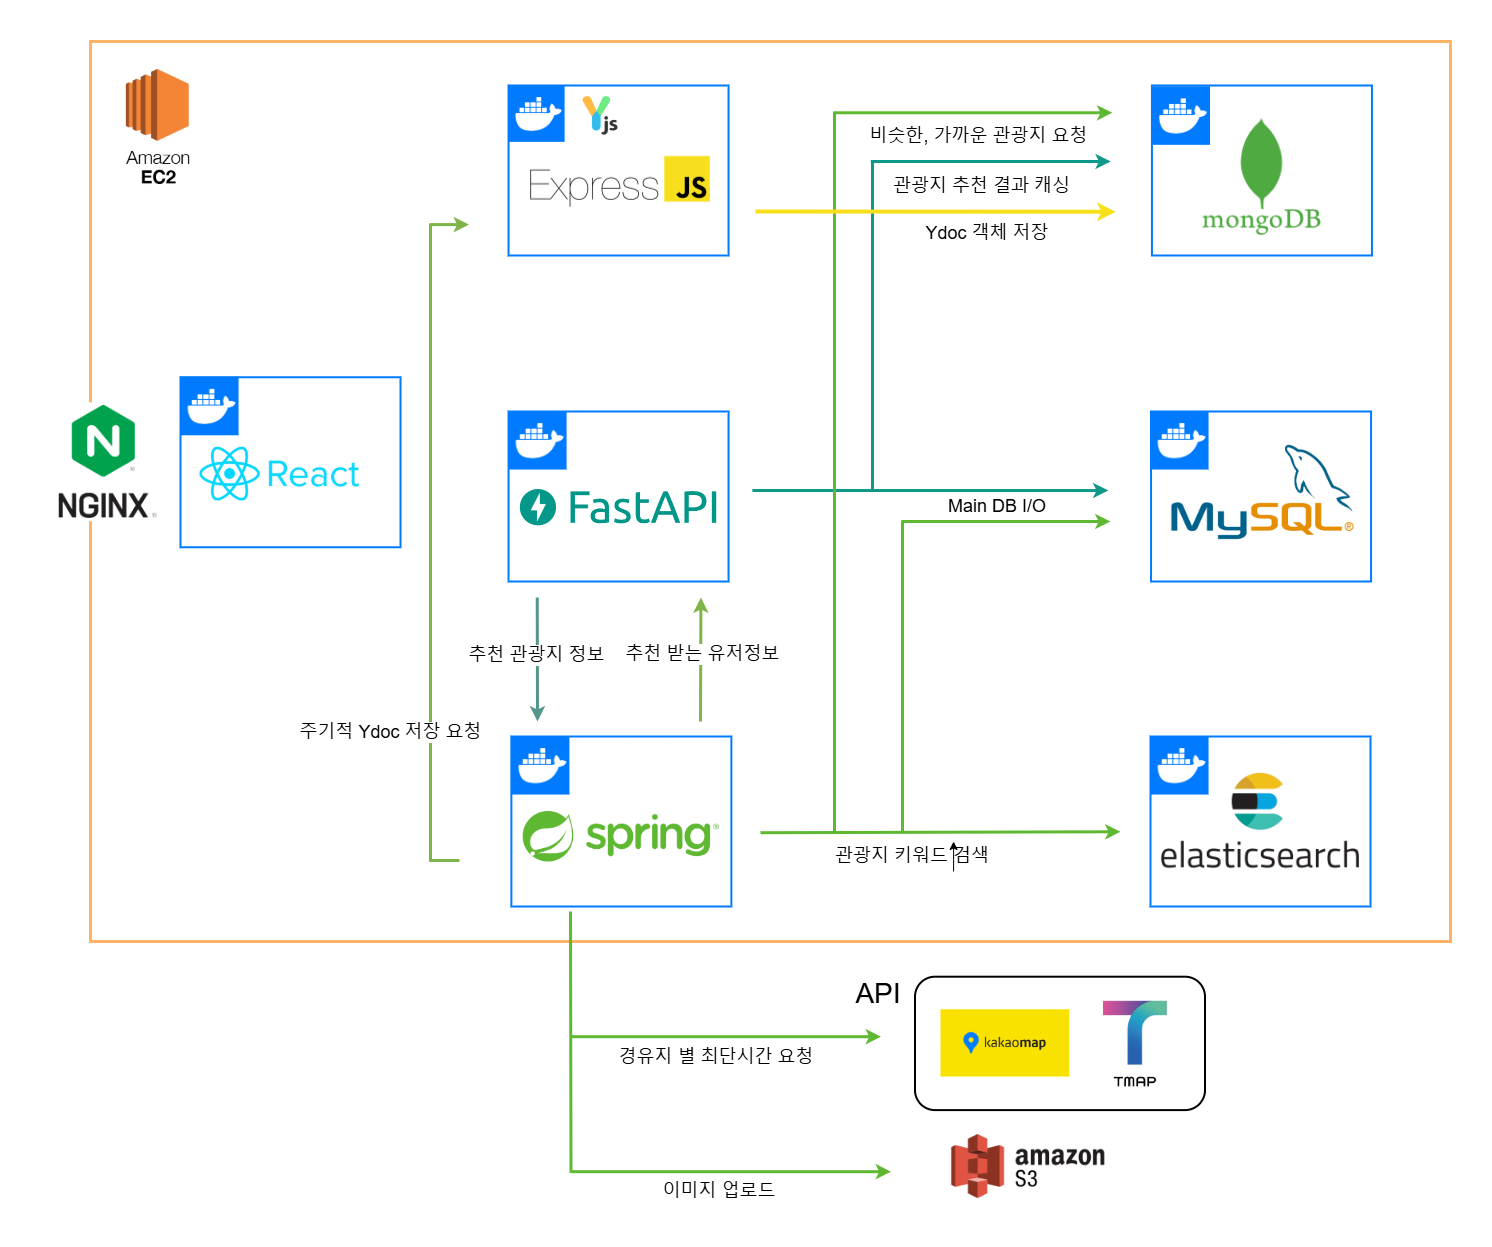 Amazon
EC2
Yjs
Express JS
비슷한, 가까운 관광지 요청
관광지 추천 결과 캐싱
Ydoc 객체 저장
mongoDB
NGINX
React
FastAPI
Main DB I/O
MySQL
추천 관광지 정보
추천 받는 유저정보
주기적 Ydoc 저장 요청
spring
관광지 키워드 검색
elasticsearch
API
kakaomap
TMAP
경유지 별 최단시간 요청
amazon
S3
이미지 업로드